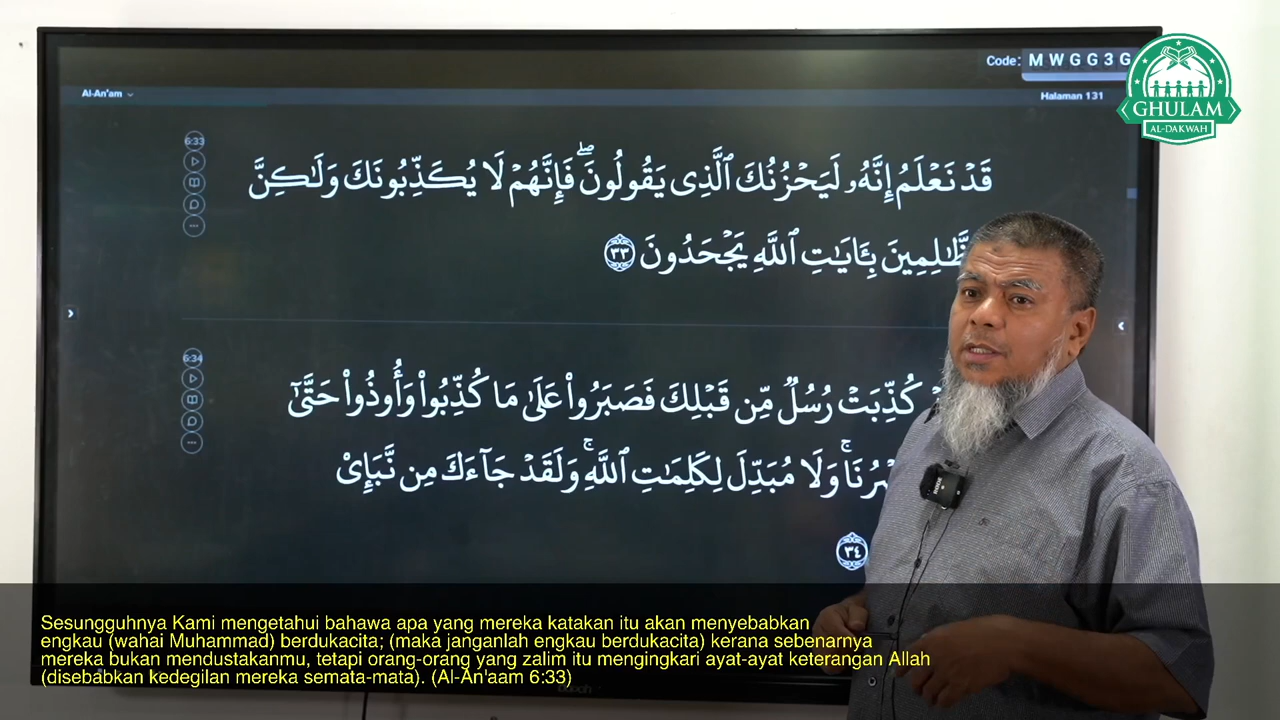 Code: MWGG3G
Al-An'am
Halaman 131
GHULAM
AL-DAKWAH
6:33
قَدْ نَعْلَمُ إِنَّهُۥ لَيَحْزُنُكَ ٱلَّذِى يَقُولُونَ ۖ فَإِنَّهُمْ لَا يُكَذِّبُونَكَ وَلَـٰكِنَّ
ٱلظَّـٰلِمِينَ بِـَٔايَـٰتِ ٱللَّهِ يَجْحَدُونَ ٣٣
6:34
كُذِّبَتْ رُسُلٌ مِّن قَبْلِكَ فَصَبَرُوا۟ عَلَىٰ مَا كُذِّبُوا۟ وَأُوذُوا۟ حَتَّىٰٓ
وَلَا مُبَدِّلَ لِكَلِمَـٰتِ ٱللَّهِ ۚ وَلَقَدْ جَآءَكَ مِن نَّبَإِى۟
٣٤
Sesungguhnya Kami mengetahui bahawa apa yang mereka katakan itu akan menyebabkan
engkau (wahai Muhammad) berdukacita; (maka janganlah engkau berdukacita) kerana sebenarnya
mereka bukan mendustakanmu, tetapi orang-orang yang zalim itu mengingkari ayat-ayat keterangan Allah
(disebabkan kedegilan mereka semata-mata). (Al-An'aam 6:33)